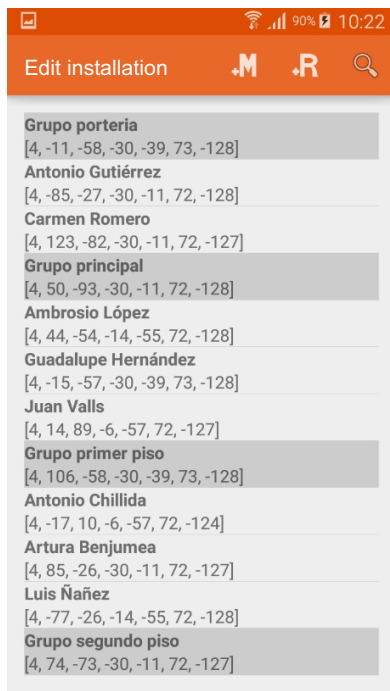 90% 10:22
Edit installation +M +R
Grupo porteria
[4, -11, -58, -30, -39, 73, -128]
Antonio Gutiérrez
[4, -85, -27, -30, -11, 72, -128]
Carmen Romero
[4, 123, -82, -30, -11, 72, -127]
Grupo principal
[4, 50, -93, -30, -11, 72, -128]
Ambrosio López
[4, 44, -54, -14, -55, 72, -128]
Guadalupe Hernández
[4, -15, -57, -30, -39, 73, -128]
Juan Valls
[4, 14, 89, -6, -57, 72, -127]
Grupo primer piso
[4, 106, -58, -30, -39, 73, -128]
Antonio Chillida
[4, -17, 10, -6, -57, 72, -124]
Artura Benjumea
[4, 85, -26, -30, -11, 72, -127]
Luis Ñañez
[4, -77, -26, -14, -55, 72, -128]
Grupo segundo piso
[4, 74, -73, -30, -11, 72, -127]